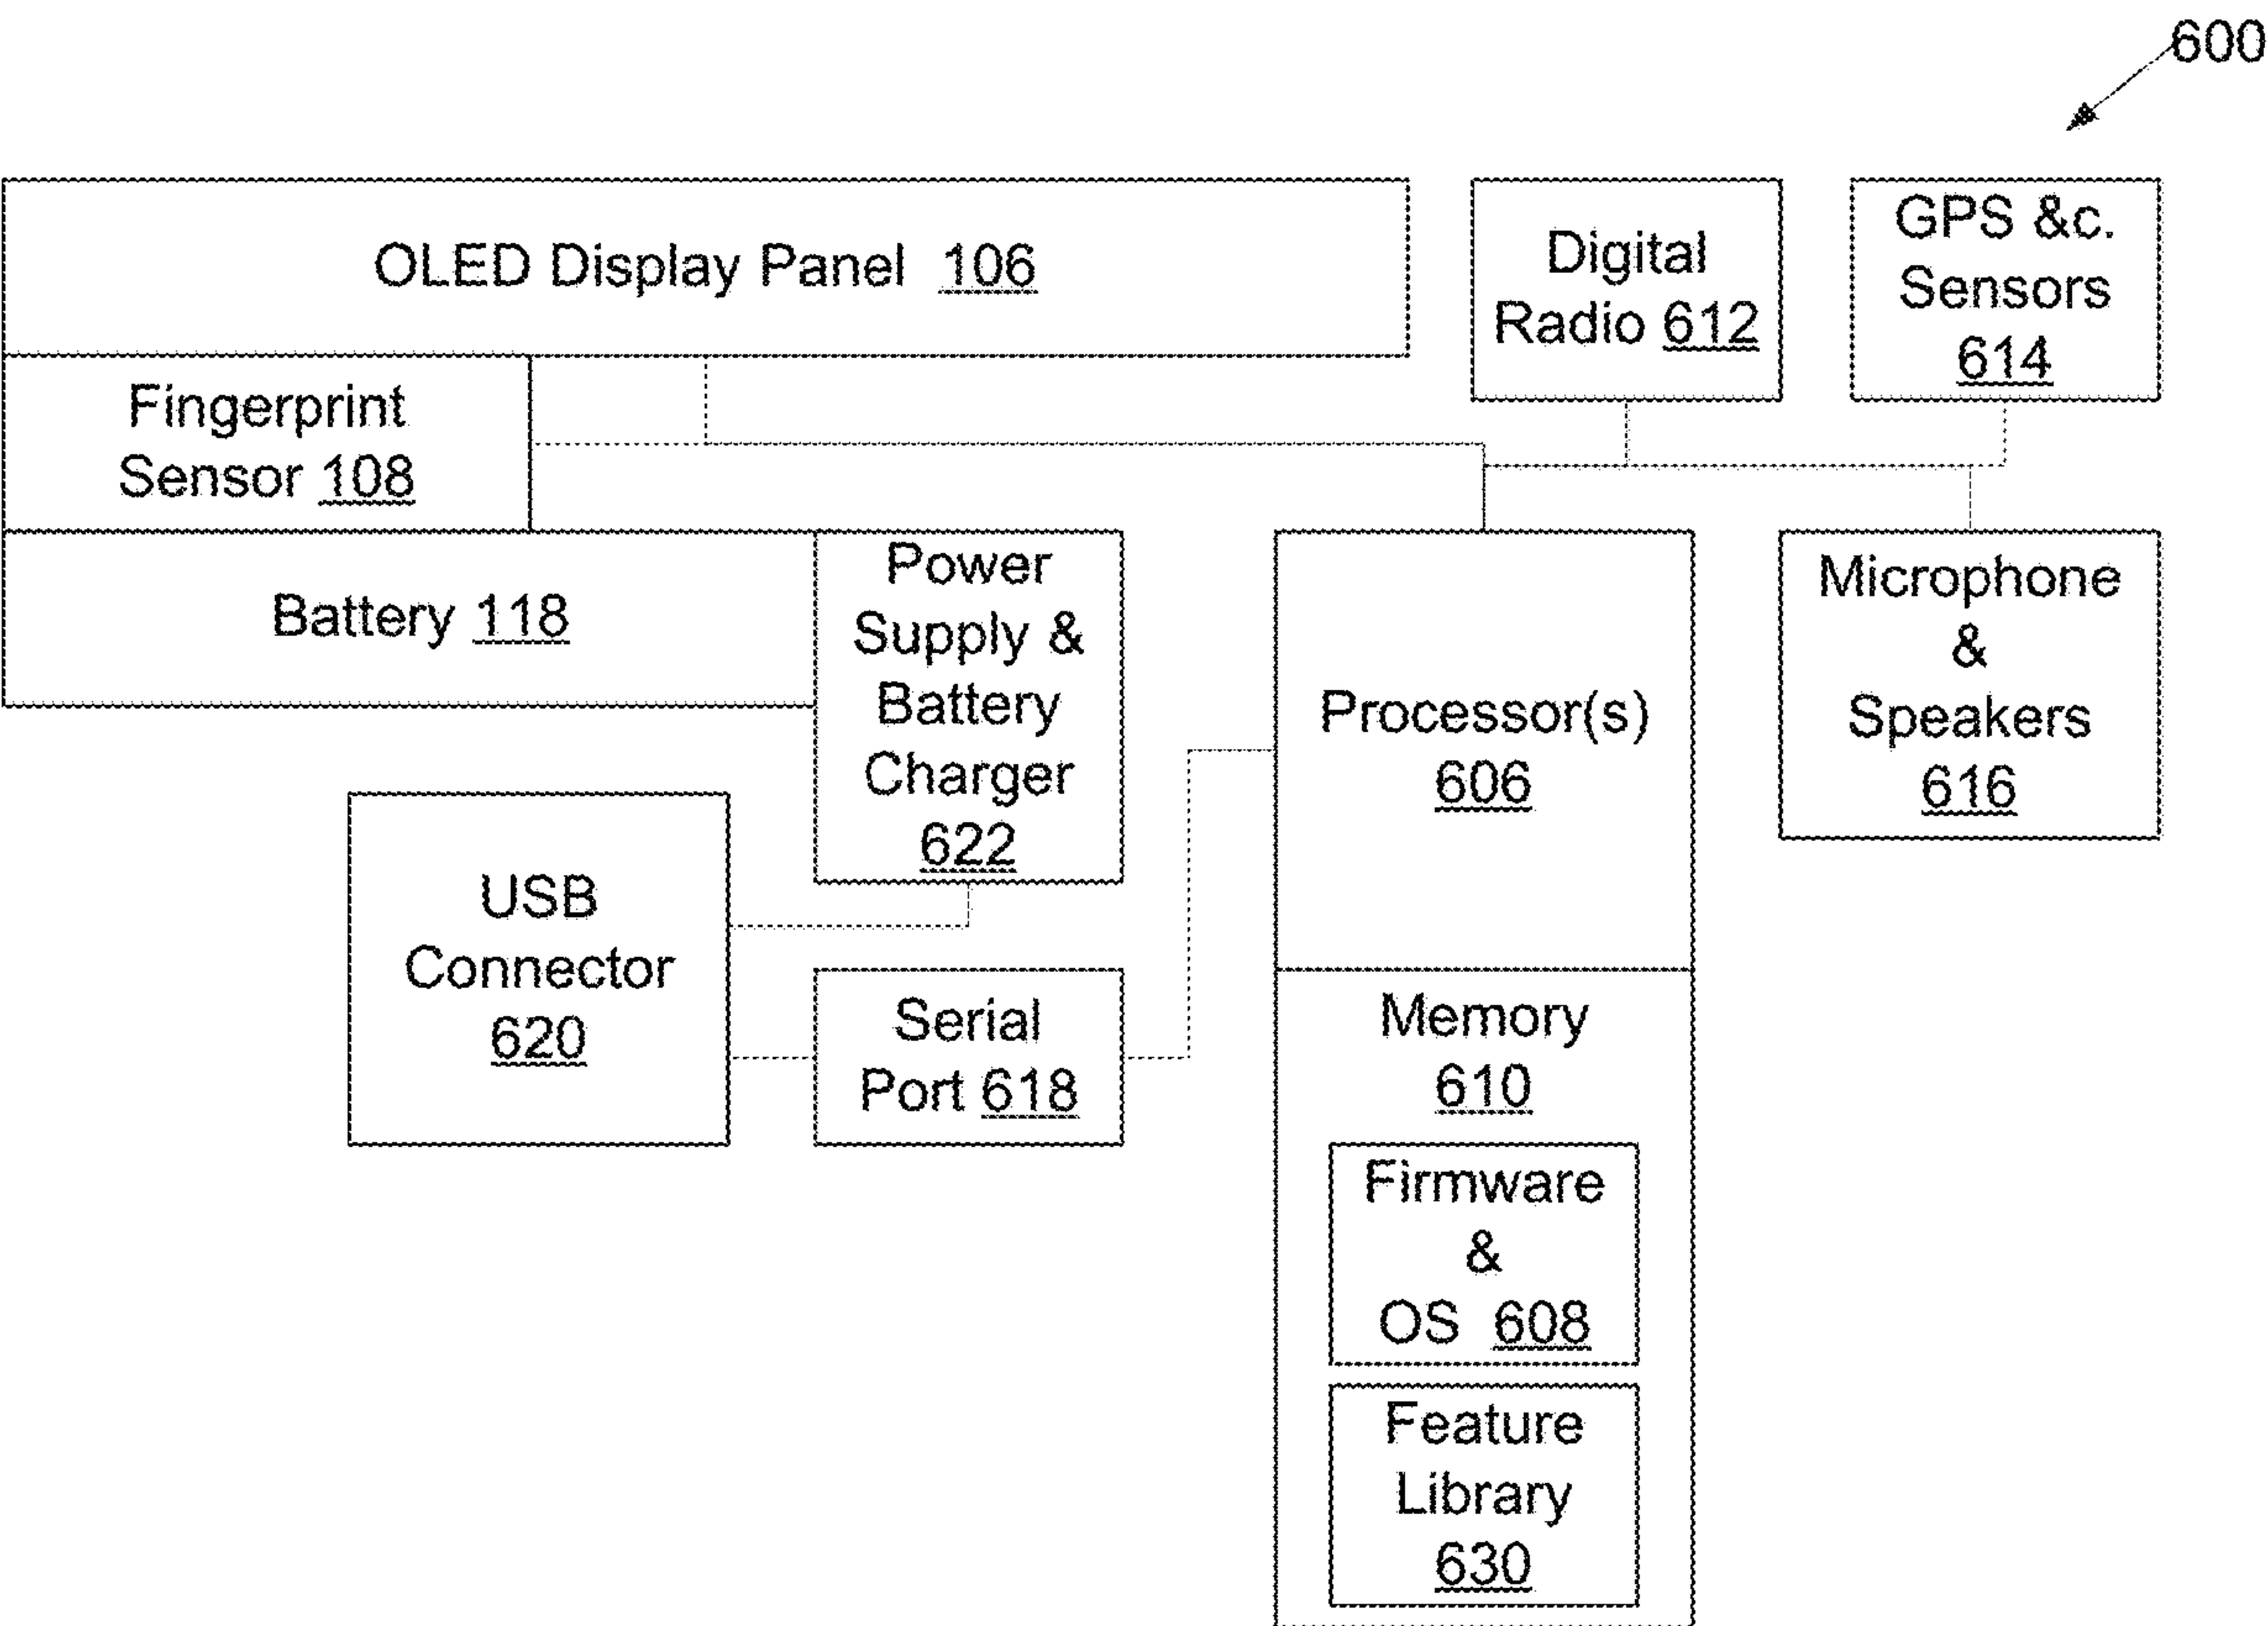 600
OLED Display Panel 106
Digital
Radio 612
GPS &c.
Sensors
614
Fingerprint
Sensor 108
Battery 118
Power
Supply &
Battery
Charger
622
Processor(s)
606
Microphone
&
Speakers
616
USB
Connector
620
Serial
Port 618
Memory
610
Firmware
&
OS 608
Feature
Library
630